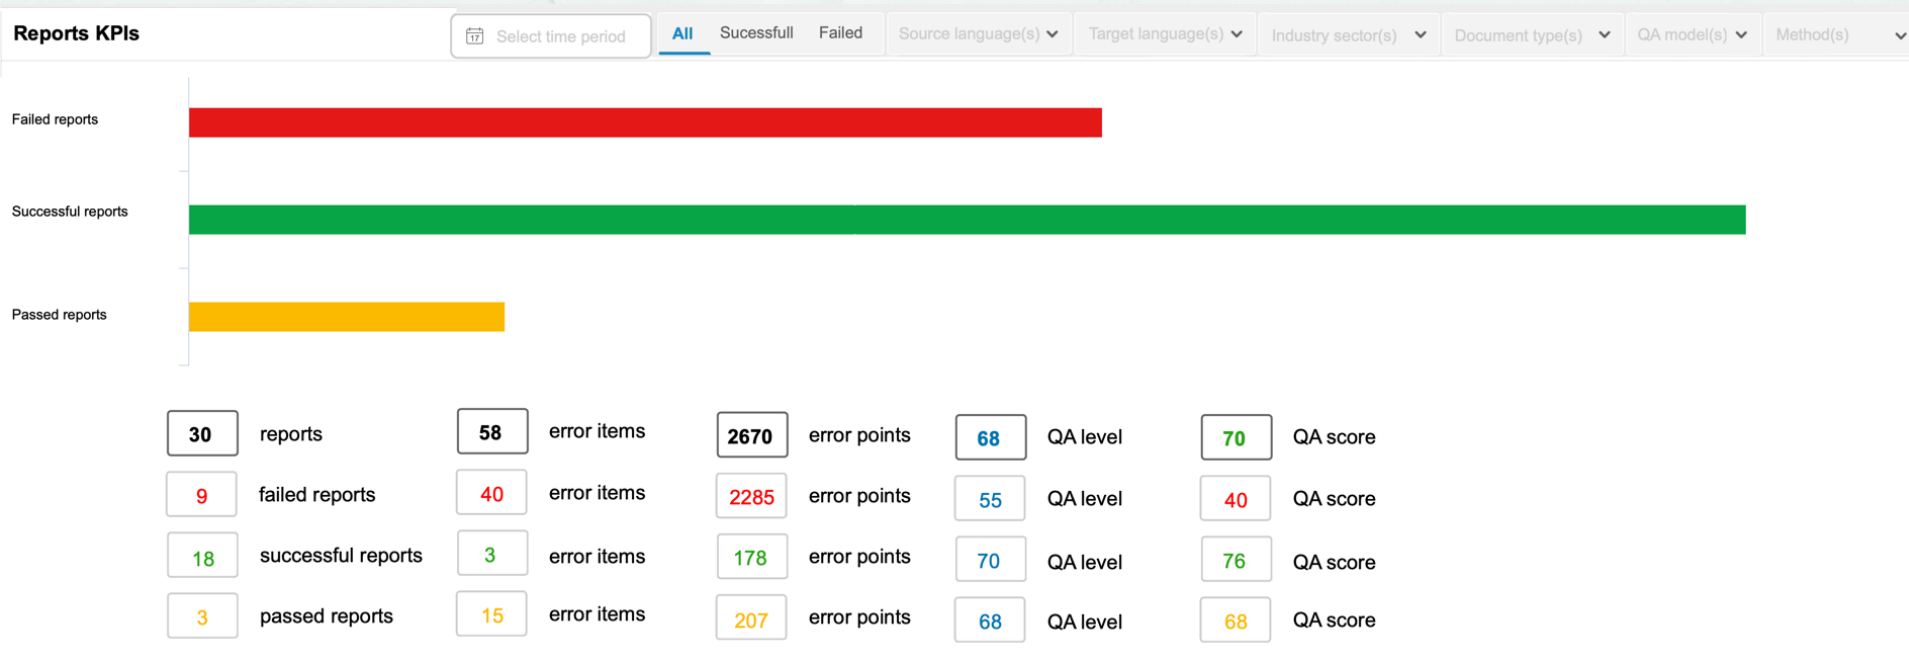 Reports KPIs
17 Select time period
All Sucessfull Failed Source language(s) Target language(s) Industry sector(s) Document type(s) QA model(s) Method(s)
Failed reports
Successful reports
Passed reports
30 reports 58 error items 2670 error points 68 QA level 70 QA score
9 failed reports 40 error items 2285 error points 55 QA level 40 QA score
18 successful reports 3 error items 178 error points 70 QA level 76 QA score
3 passed reports 15 error items 207 error points 68 QA level 68 QA score